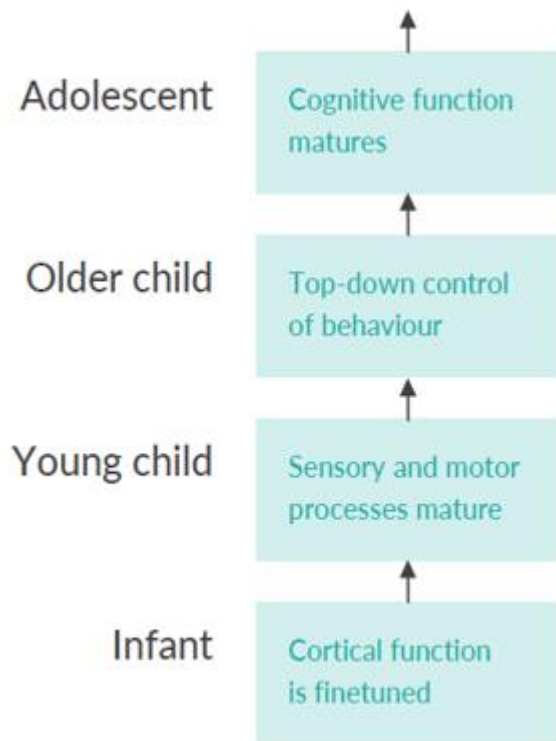 Adolescent
Cognitive function
matures
Older child
Top-down control
of behaviour
Young child
Sensory and motor
processes mature
Infant
Cortical function
is finetuned